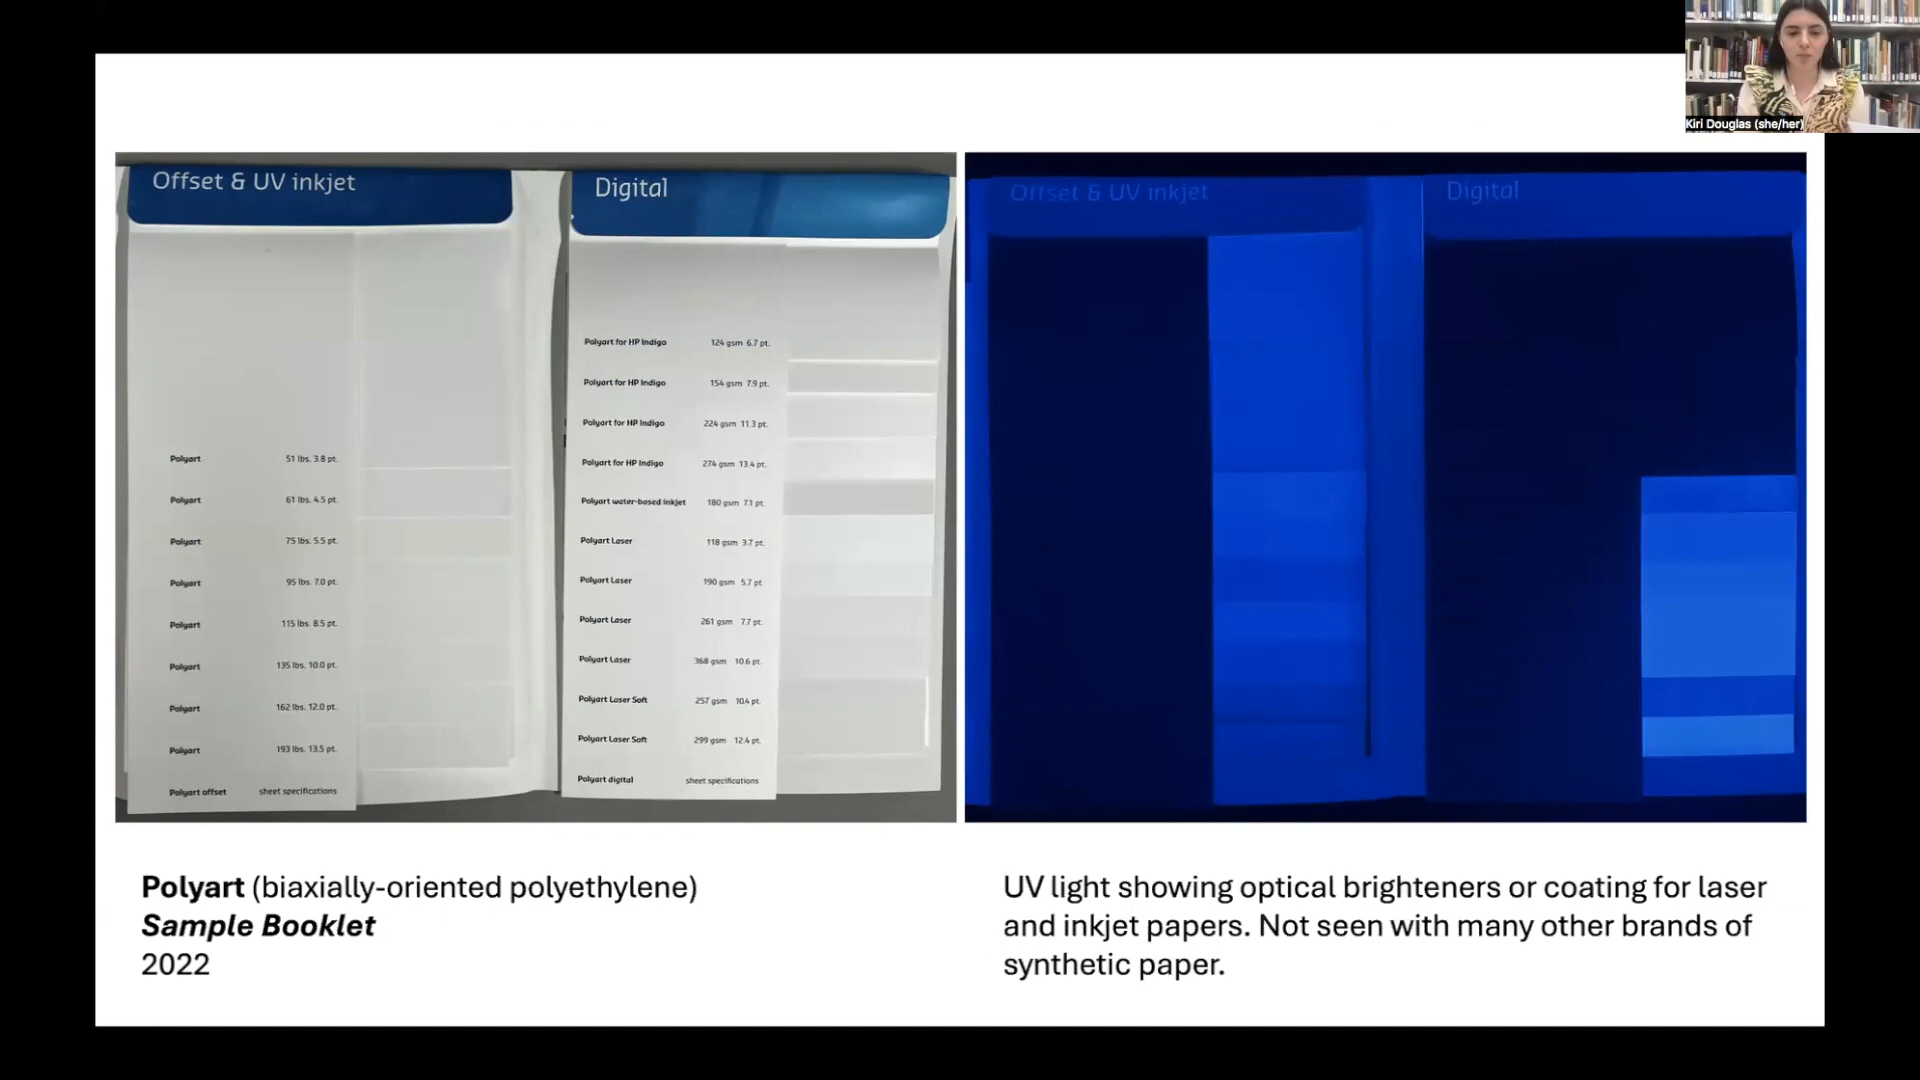 Kiri Douglas (she/her)
Offset & UV inkjet
Polyart 51 lbs. 3.8 pt.
Polyart 61 lbs. 4.5 pt.
Polyart 75 lbs. 5.5 pt.
Polyart 95 lbs. 7.0 pt.
Polyart 115 lbs. 8.5 pt.
Polyart 135 lbs. 10.0 pt.
Polyart 162 lbs. 12.0 pt.
Polyart 193 lbs. 13.5 pt.
Polyart offset sheet specifications
Digital
Polyart for HP Indigo 124 gsm 6.7 pt.
Polyart for HP Indigo 154 gsm 7.9 pt.
Polyart for HP Indigo 224 gsm 11.3 pt.
Polyart for HP Indigo 274 gsm 13.4 pt.
Polyart water-based inkjet 180 gsm 7.1 pt.
Polyart Laser 118 gsm 3.7 pt.
Polyart Laser 190 gsm 5.7 pt.
Polyart Laser 261 gsm 7.7 pt.
Polyart Laser 368 gsm 10.6 pt.
Polyart Laser Soft 257 gsm 10.4 pt.
Polyart Laser Soft 299 gsm 12.4 pt.
Polyart digital sheet specifications
Offset & UV inkjet
Digital
Polyart (biaxially-oriented polyethylene)
Sample Booklet
2022
UV light showing optical brighteners or coating for laser
and inkjet papers. Not seen with many other brands of
synthetic paper.